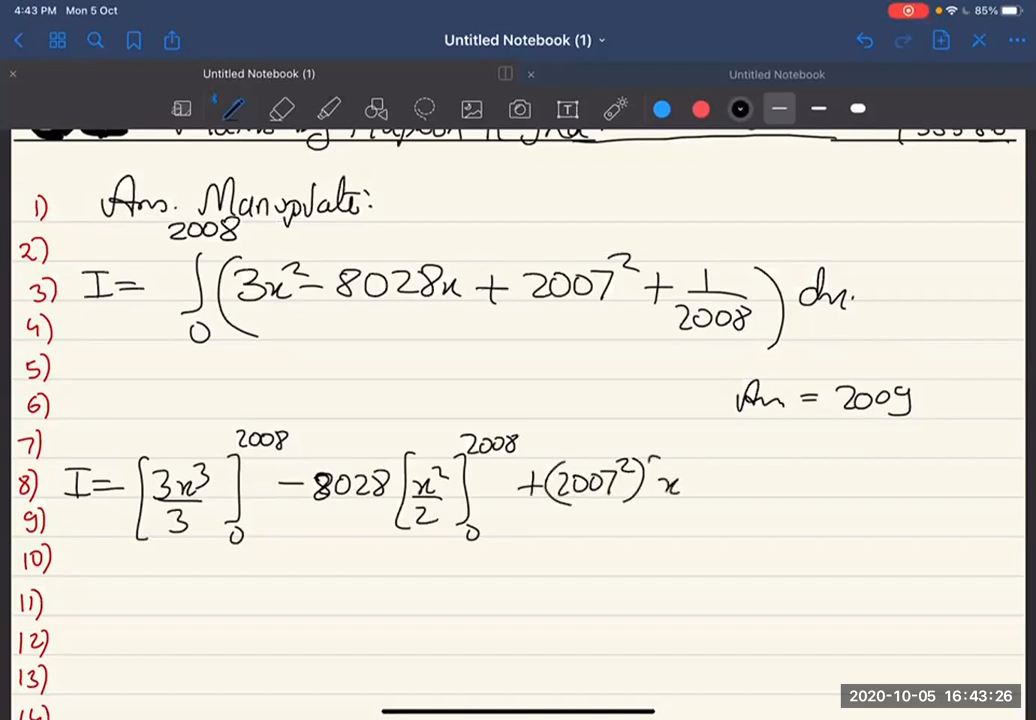 4:43 PM Mon 5 Oct
85%
Untitled Notebook (1)
Untitled Notebook (1)
Untitled Notebook
T
1) Ans.
2008
2)
3) I = ∫ (3x² - 8028x + 2007² + 1/2008) dx.
4) 0
5)
6) Ans = 2009
7) 2008 2008
8) I = [3x³/3] - 8028 [x²/2] + (2007²) x
9) 0 0
10)
11)
12)
13)
2020-10-05 16:43:26